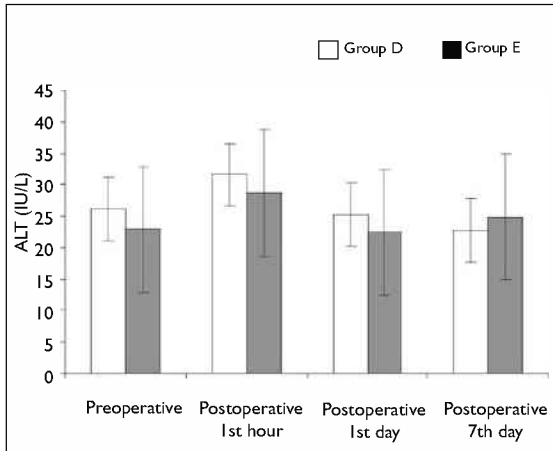 Group D
Group E
45
40
35
30
25
20
15
10
5
0
ALT (IU/L)
Preoperative
Postoperative
1st hour
Postoperative
1st day
Postoperative
7th day